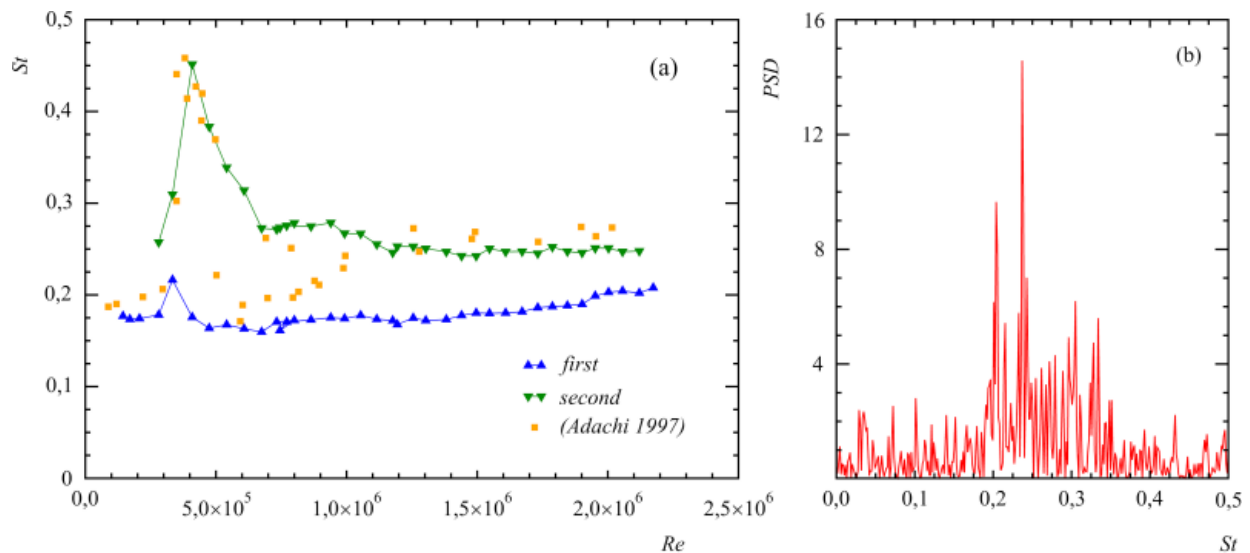 0,5
0,4
0,3
0,2
0,1
0
St
(a)
first
second
(Adachi 1997)
0,0
5,0×10⁵
1,0×10⁶
1,5×10⁶
2,0×10⁶
2,5×10⁶
Re
16
12
8
4
PSD
(b)
0,0
0,1
0,2
0,3
0,4
0,5
St